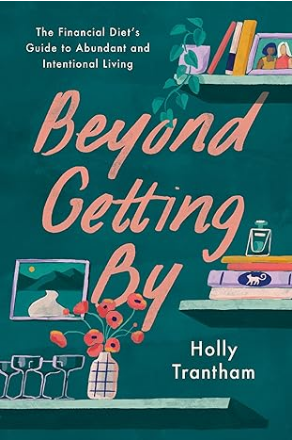 The Financial Diet's
Guide to Abundant and
Intentional Living
Beyond
Getting
By
Holly
Trantham